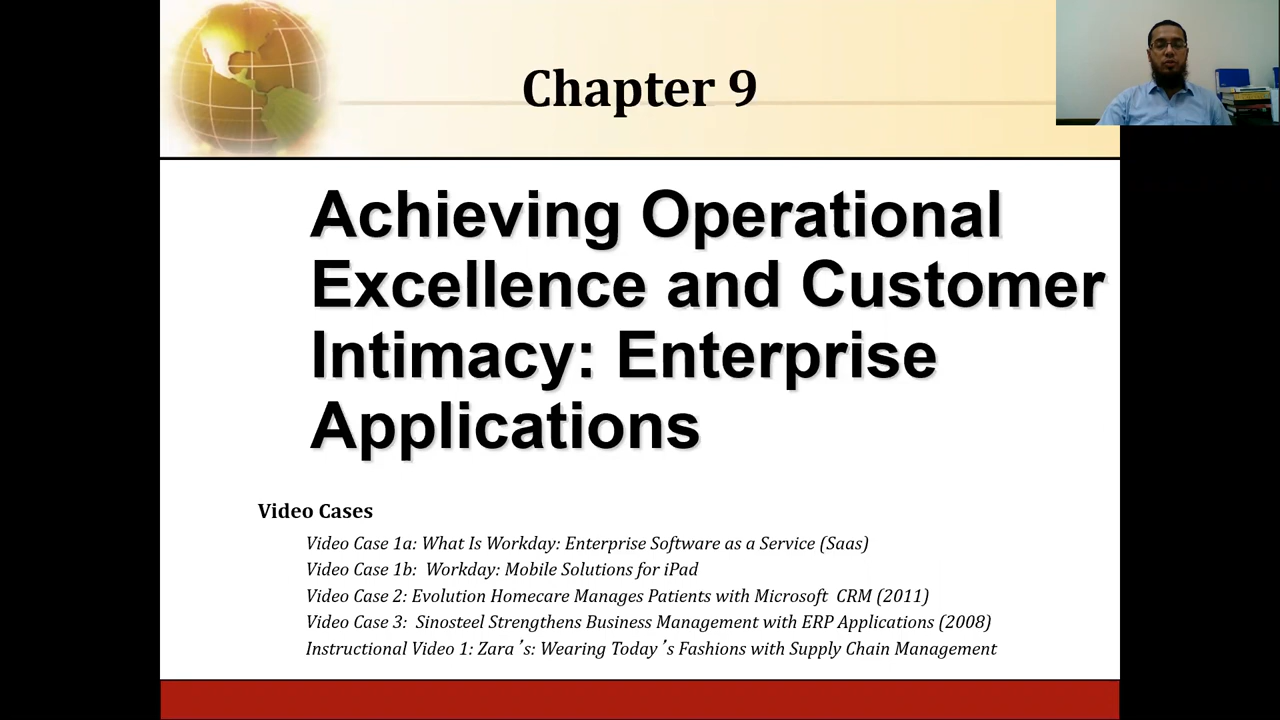 Chapter 9
Achieving Operational
Excellence and Customer
Intimacy: Enterprise
Applications
Video Cases
Video Case 1a: What Is Workday: Enterprise Software as a Service (Saas)
Video Case 1b:  Workday: Mobile Solutions for iPad
Video Case 2: Evolution Homecare Manages Patients with Microsoft  CRM (2011)
Video Case 3:  Sinosteel Strengthens Business Management with ERP Applications (2008)
Instructional Video 1: Zara’s: Wearing Today’s Fashions with Supply Chain Management